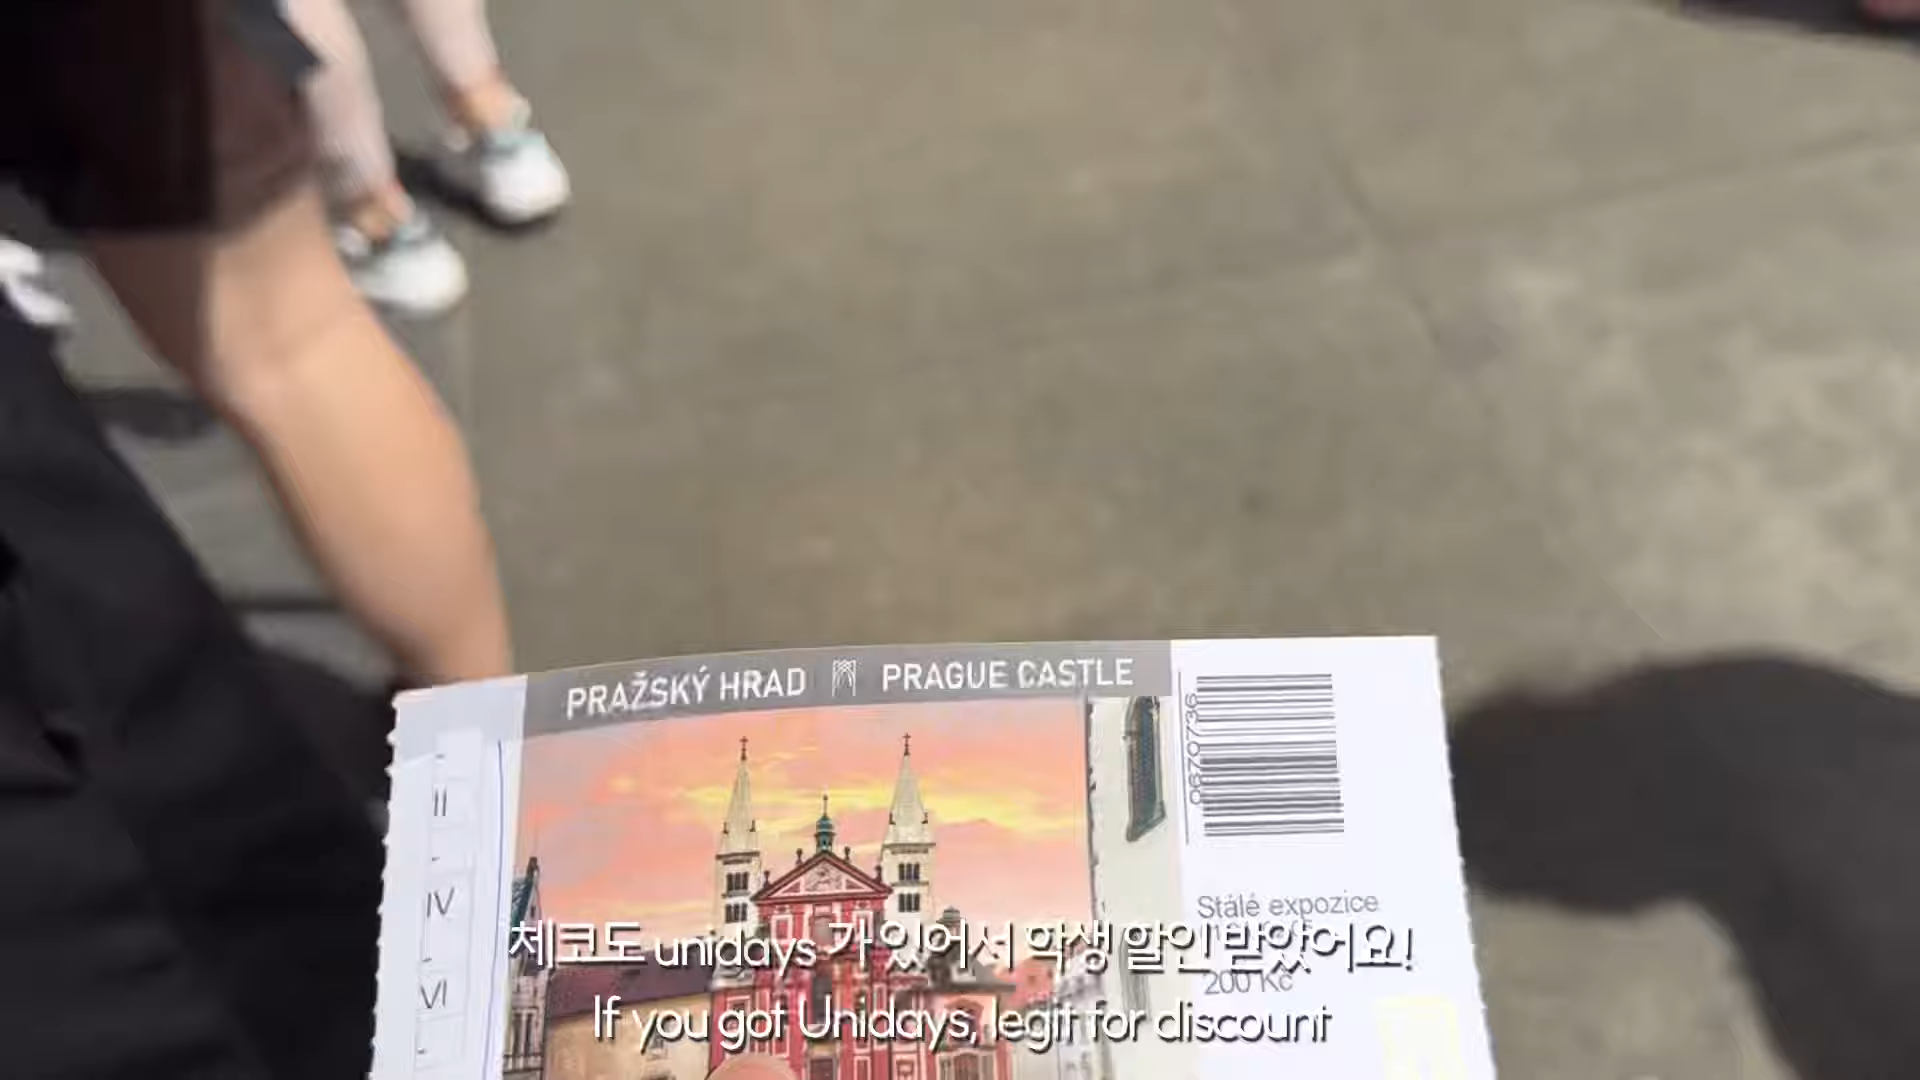 PRAŽSKÝ HRAD PRAGUE CASTLE
0670736
II
IV
VI
Stálé expozice
200 Kč
체코도 unidays 가 있어서 학생 할인 받았어요!
If you got Unidays, legit for discount